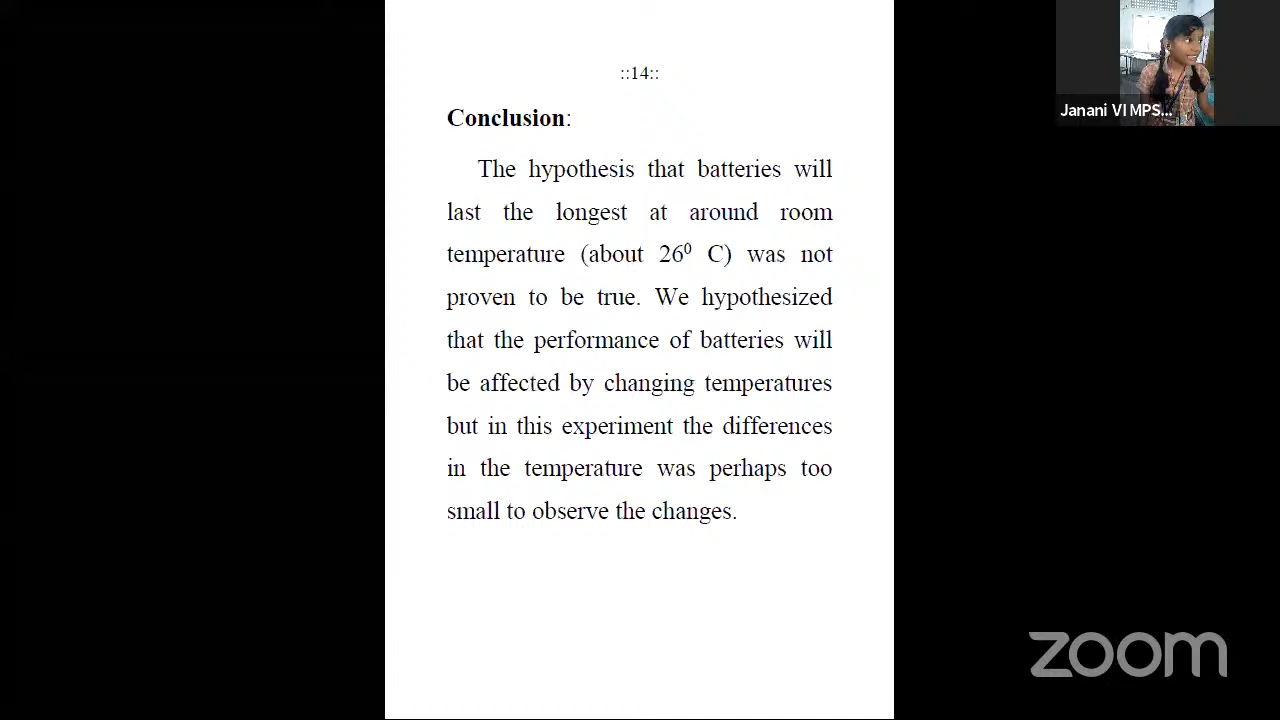 ::14::
Conclusion:
The hypothesis that batteries will
last the longest at around room
temperature (about 26⁰ C) was not
proven to be true. We hypothesized
that the performance of batteries will
be affected by changing temperatures
but in this experiment the differences
in the temperature was perhaps too
small to observe the changes.
Janani VI MPS...
zoom